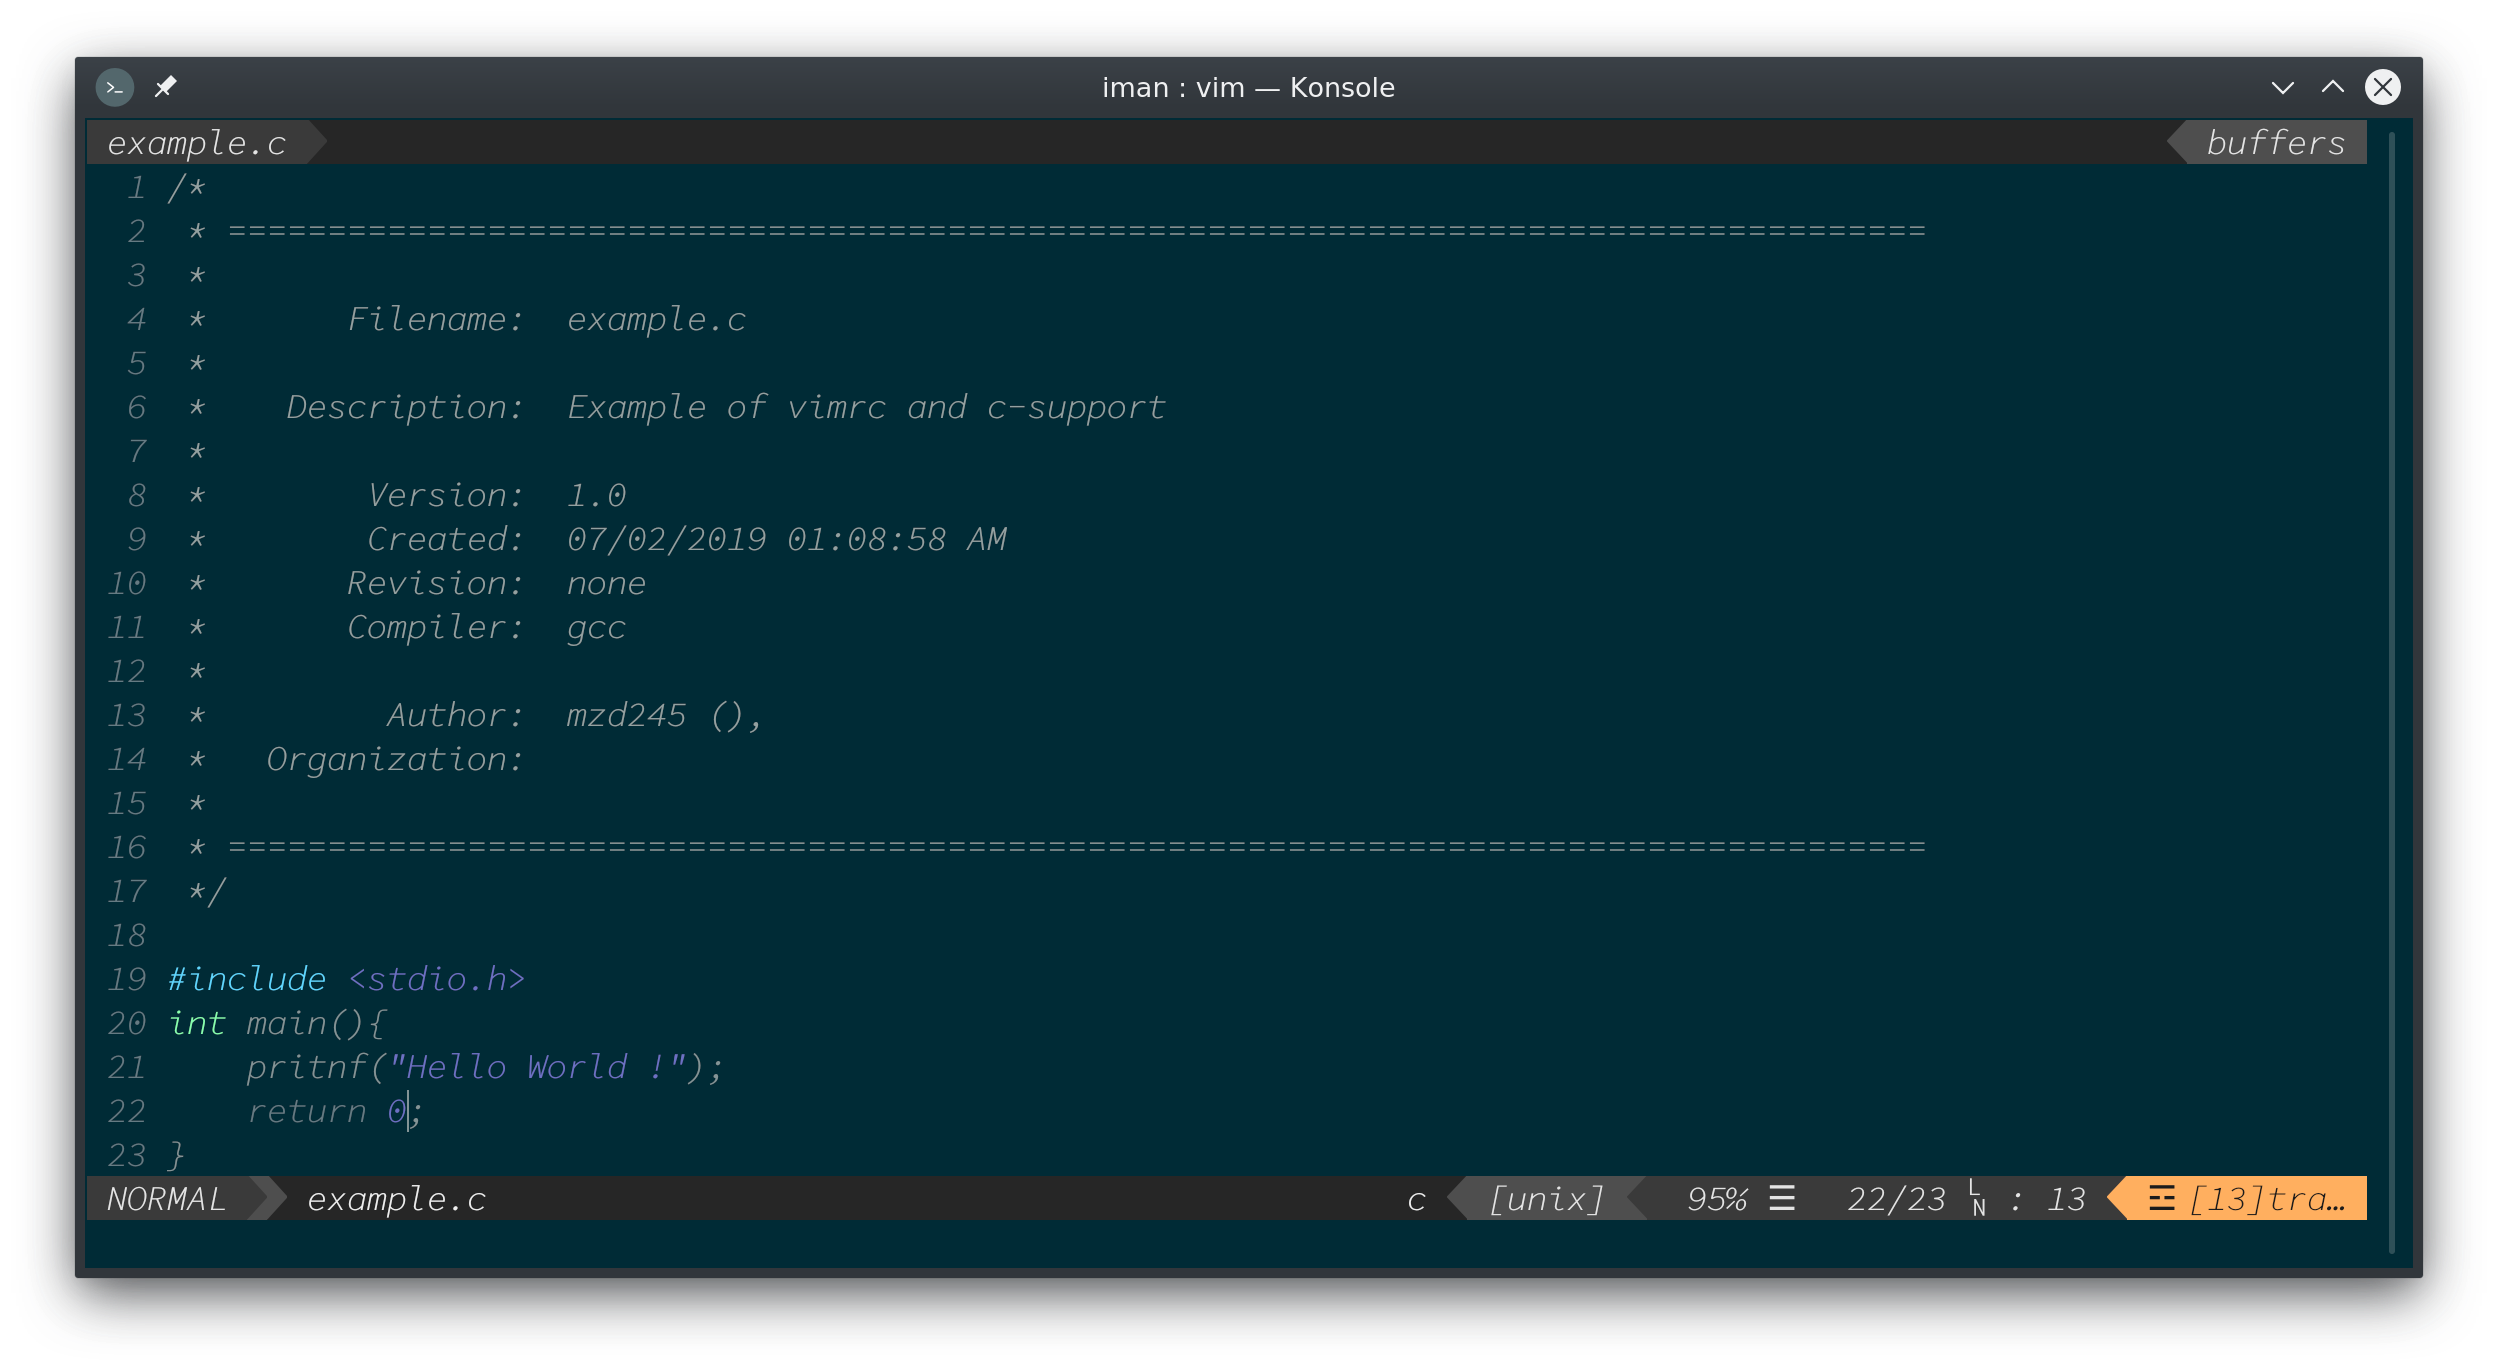 iman : vim — Konsole
example.c buffers
1 /*
2  * =====================================================================================
3  *
4  *       Filename:  example.c
5  *
6  *    Description:  Example of vimrc and c-support
7  *
8  *        Version:  1.0
9  *        Created:  07/02/2019 01:08:58 AM
10  *       Revision:  none
11  *       Compiler:  gcc
12  *
13  *         Author:  mzd245 (),
14  *   Organization:
15  *
16  * =====================================================================================
17  */
18
19 #include <stdio.h>
20 int main(){
21     pritnf("Hello World !");
22     return 0;
23 }
NORMAL example.c c [unix] 95% ☰ 22/23 LN : 13 ☲ [13]tra…